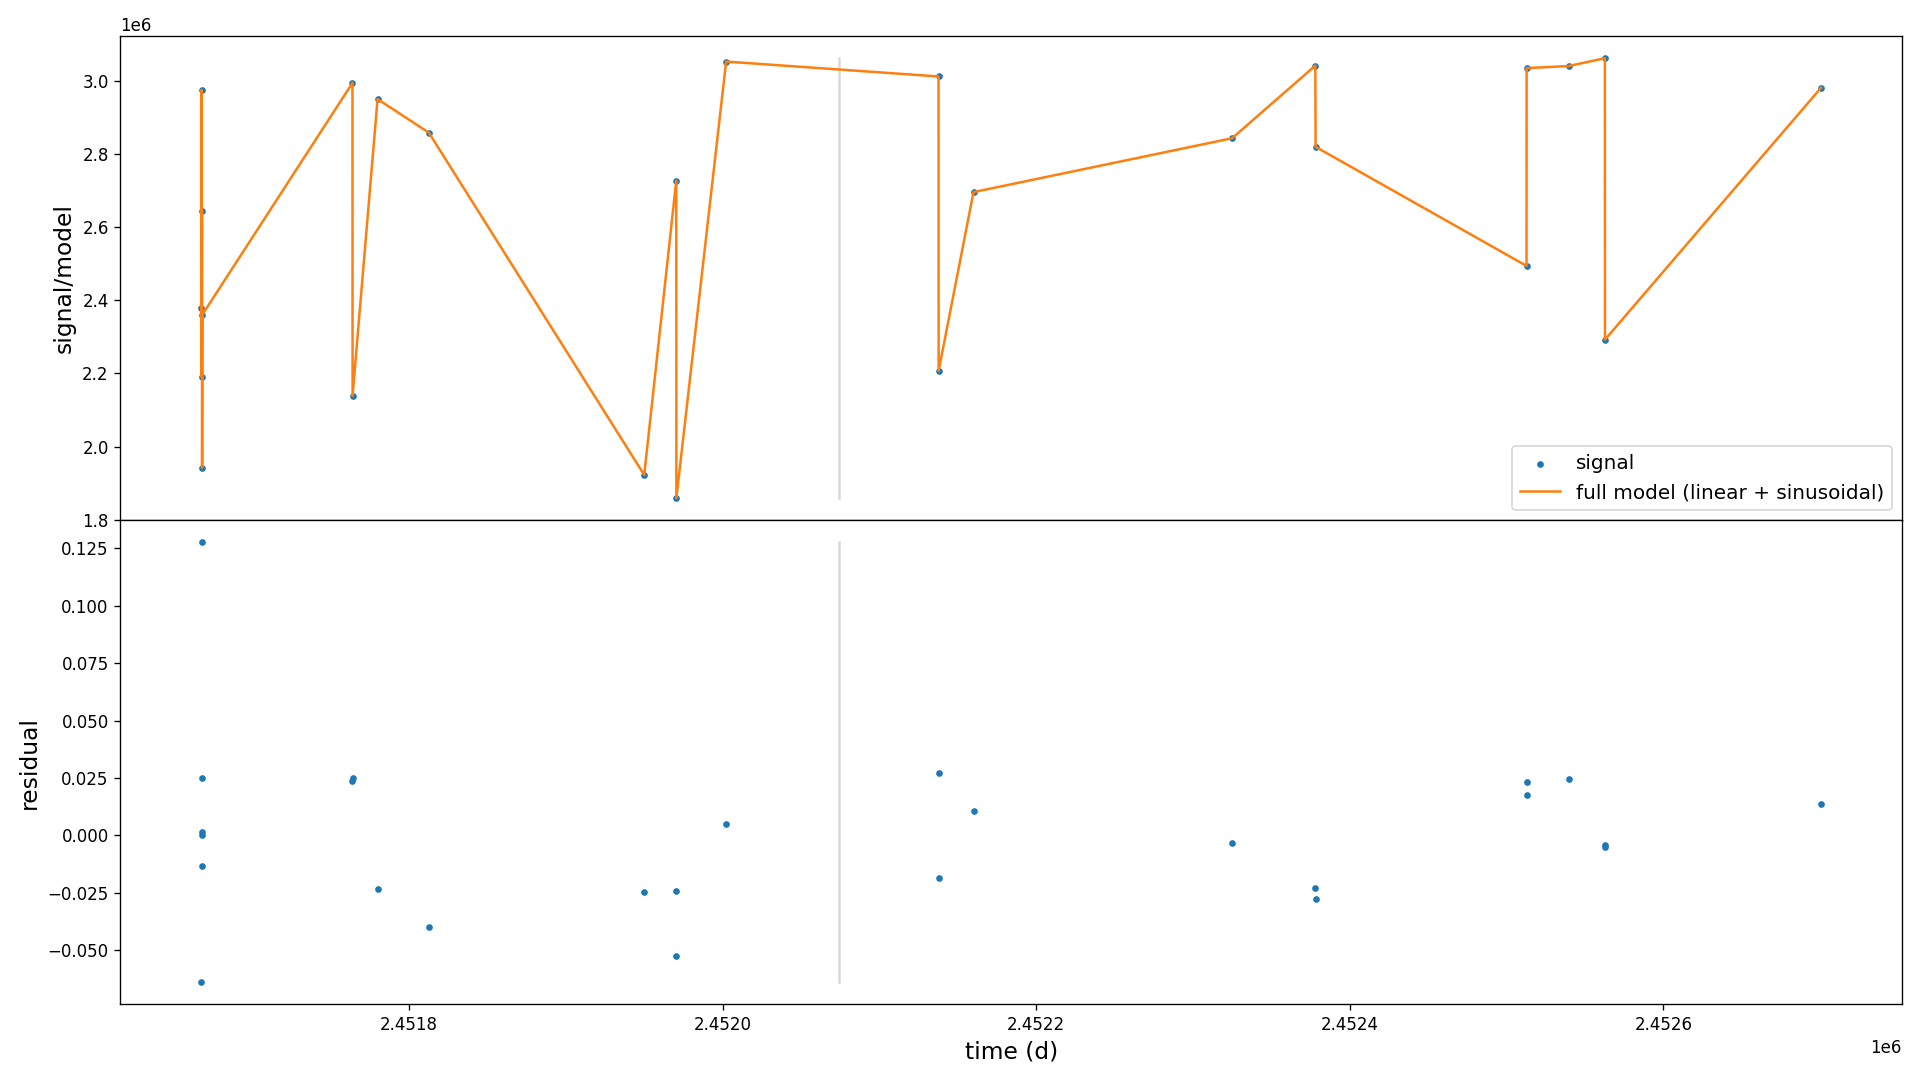 1e6
3.0
2.8
2.6
2.4
2.2
2.0
1.8
signal/model
signal
full model (linear + sinusoidal)
0.125
0.100
0.075
0.050
0.025
0.000
−0.025
−0.050
residual
2.4518 2.4520 2.4522 2.4524 2.4526
1e6
time (d)